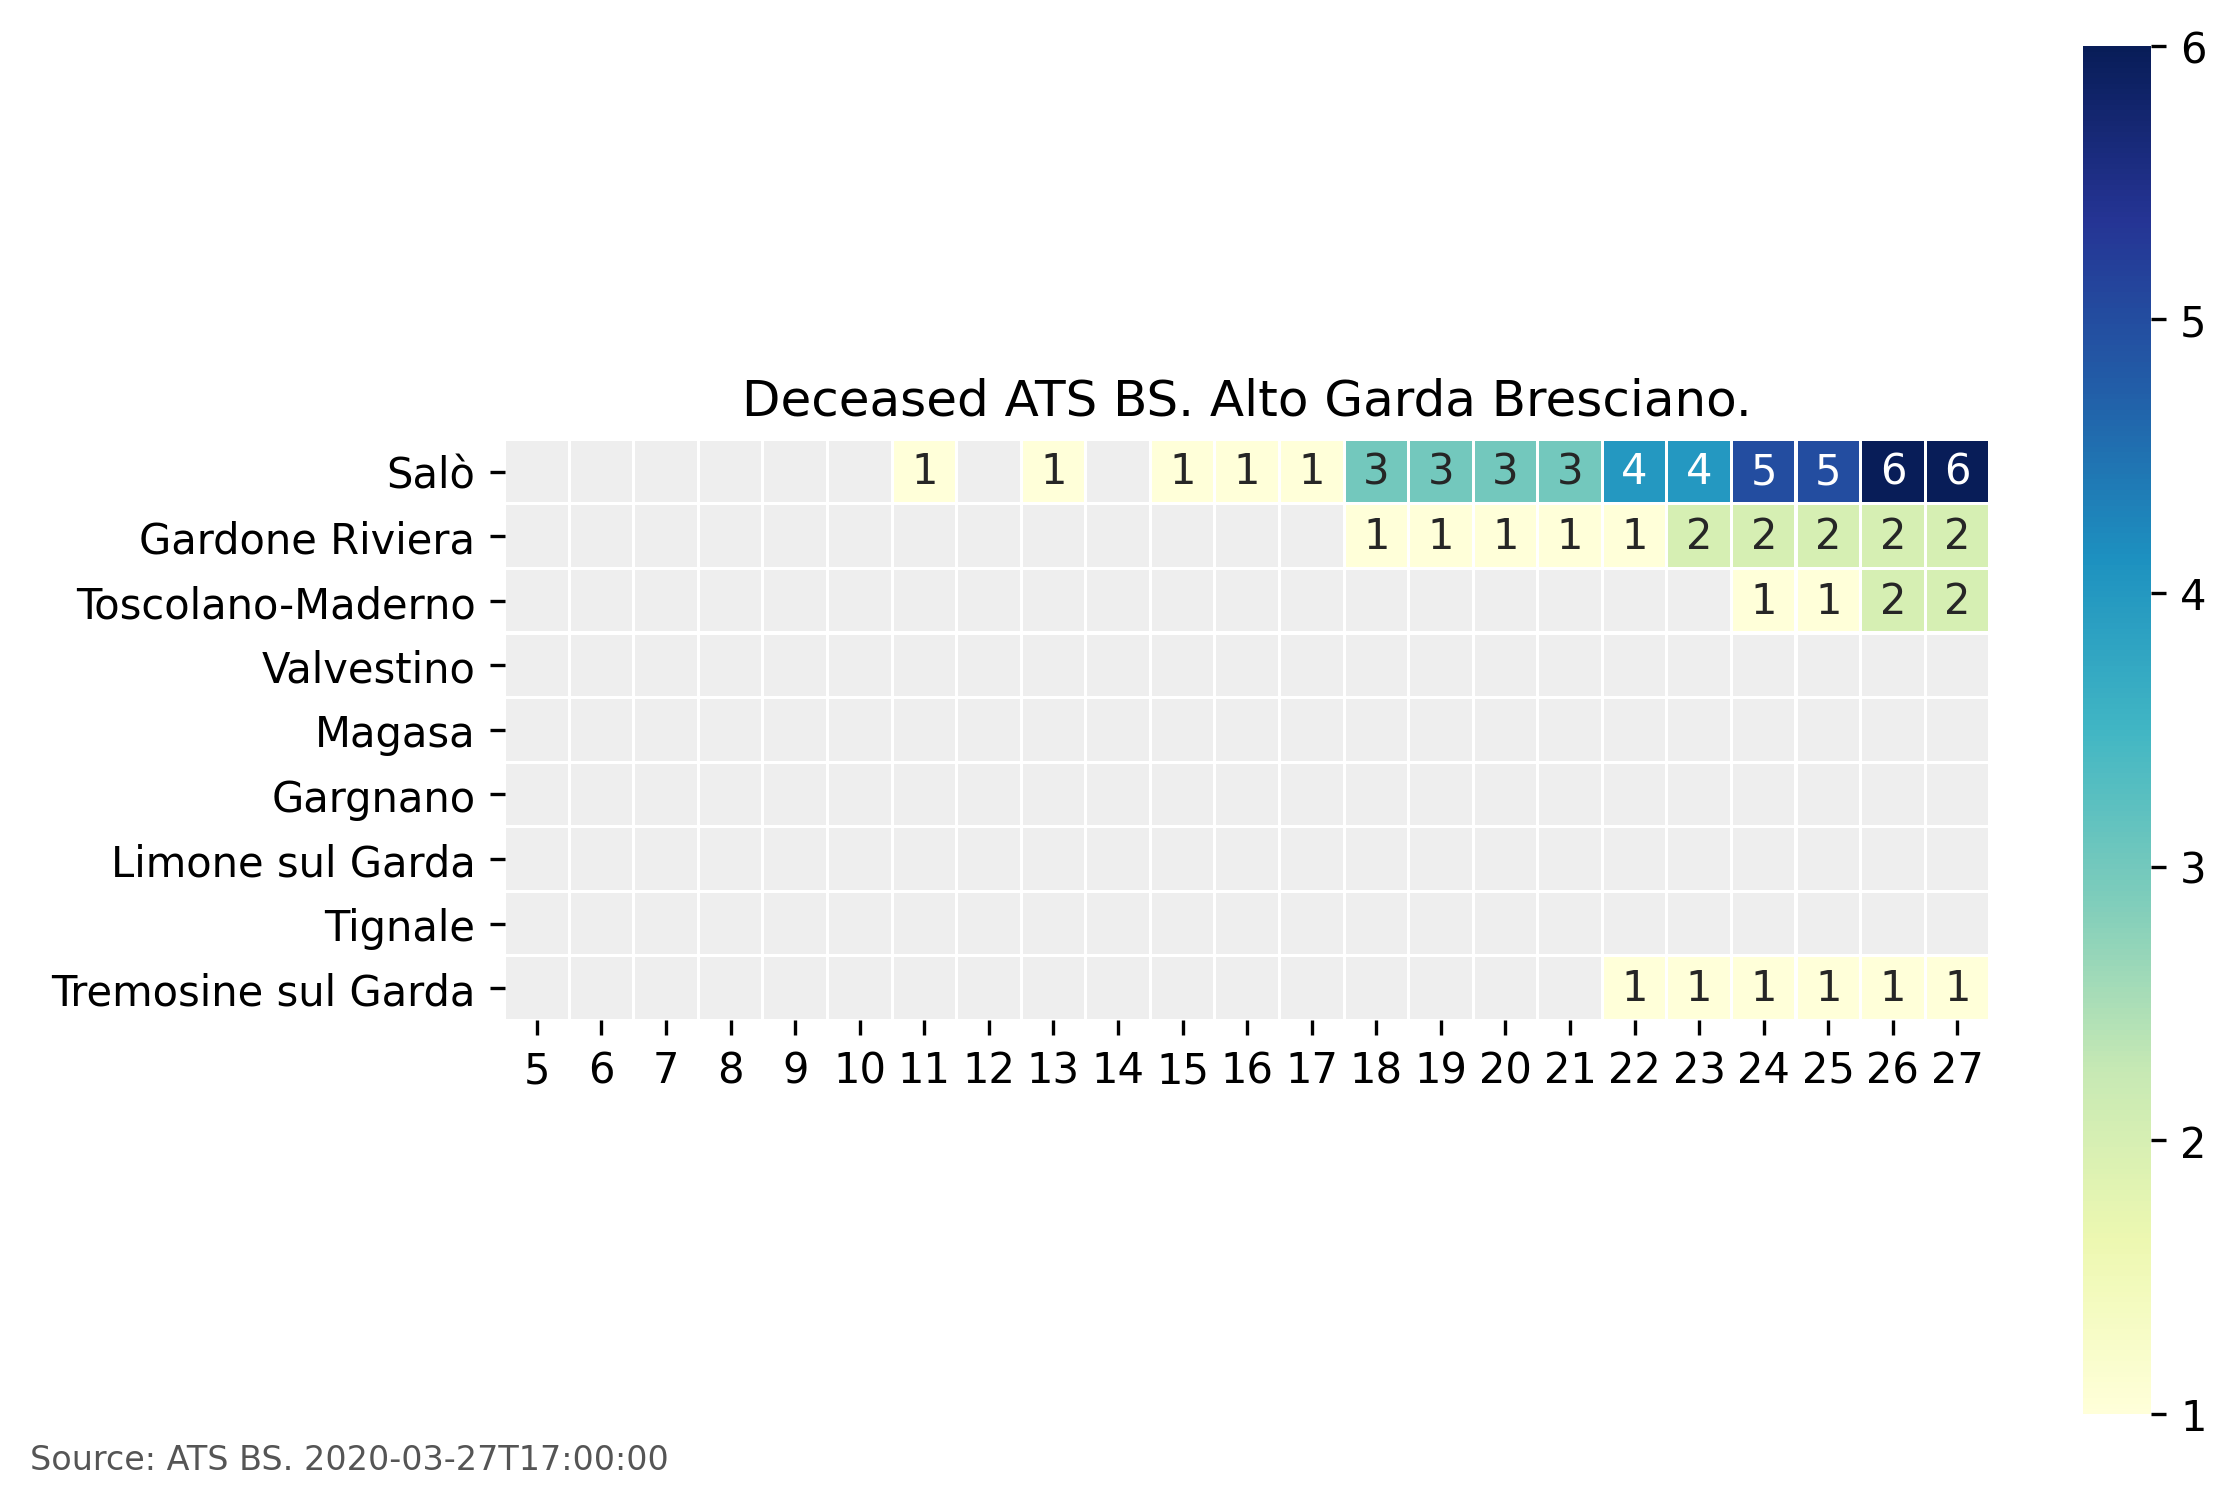 Deceased ATS BS. Alto Garda Bresciano.
Salò 1 1 1 1 1 3 3 3 3 4 4 5 5 6 6
Gardone Riviera 1 1 1 1 1 2 2 2 2 2
Toscolano-Maderno 1 1 2 2
Valvestino
Magasa
Gargnano
Limone sul Garda
Tignale
Tremosine sul Garda 1 1 1 1 1 1
5 6 7 8 9 10 11 12 13 14 15 16 17 18 19 20 21 22 23 24 25 26 27
6
5
4
3
2
1
Source: ATS BS. 2020-03-27T17:00:00